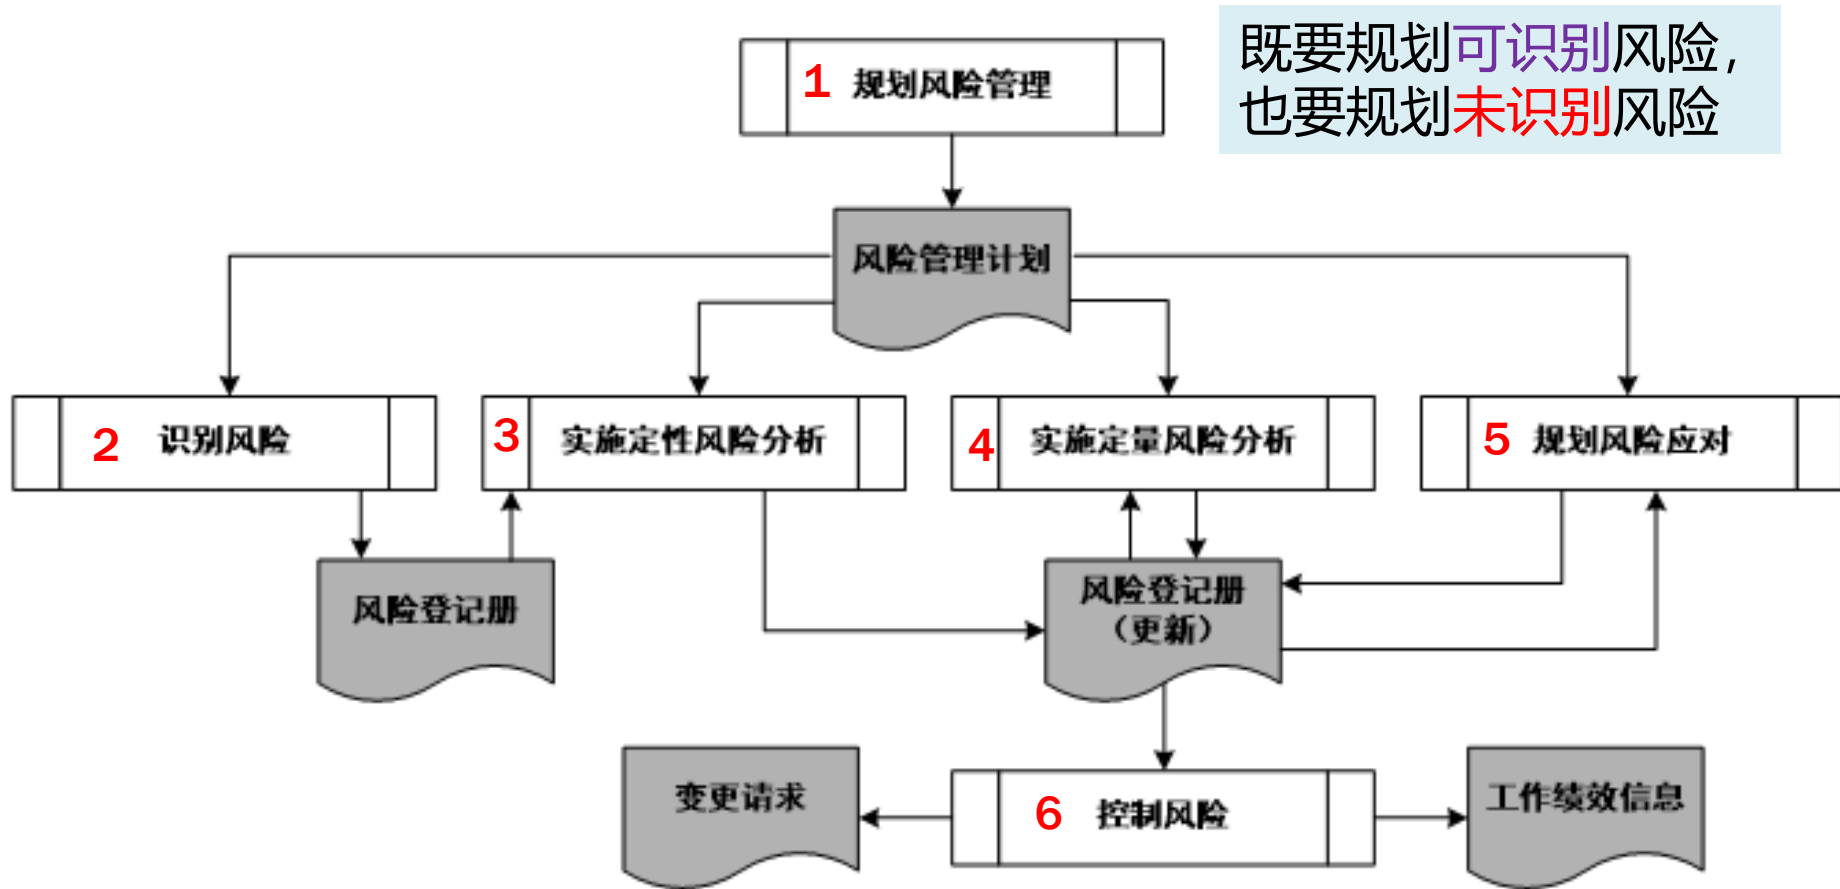 既要规划可识别风险，
也要规划未识别风险
1 规划风险管理
风险管理计划
2 识别风险
3 实施定性风险分析
4 实施定量风险分析
5 规划风险应对
风险登记册
风险登记册
（更新）
变更请求
6 控制风险
工作绩效信息